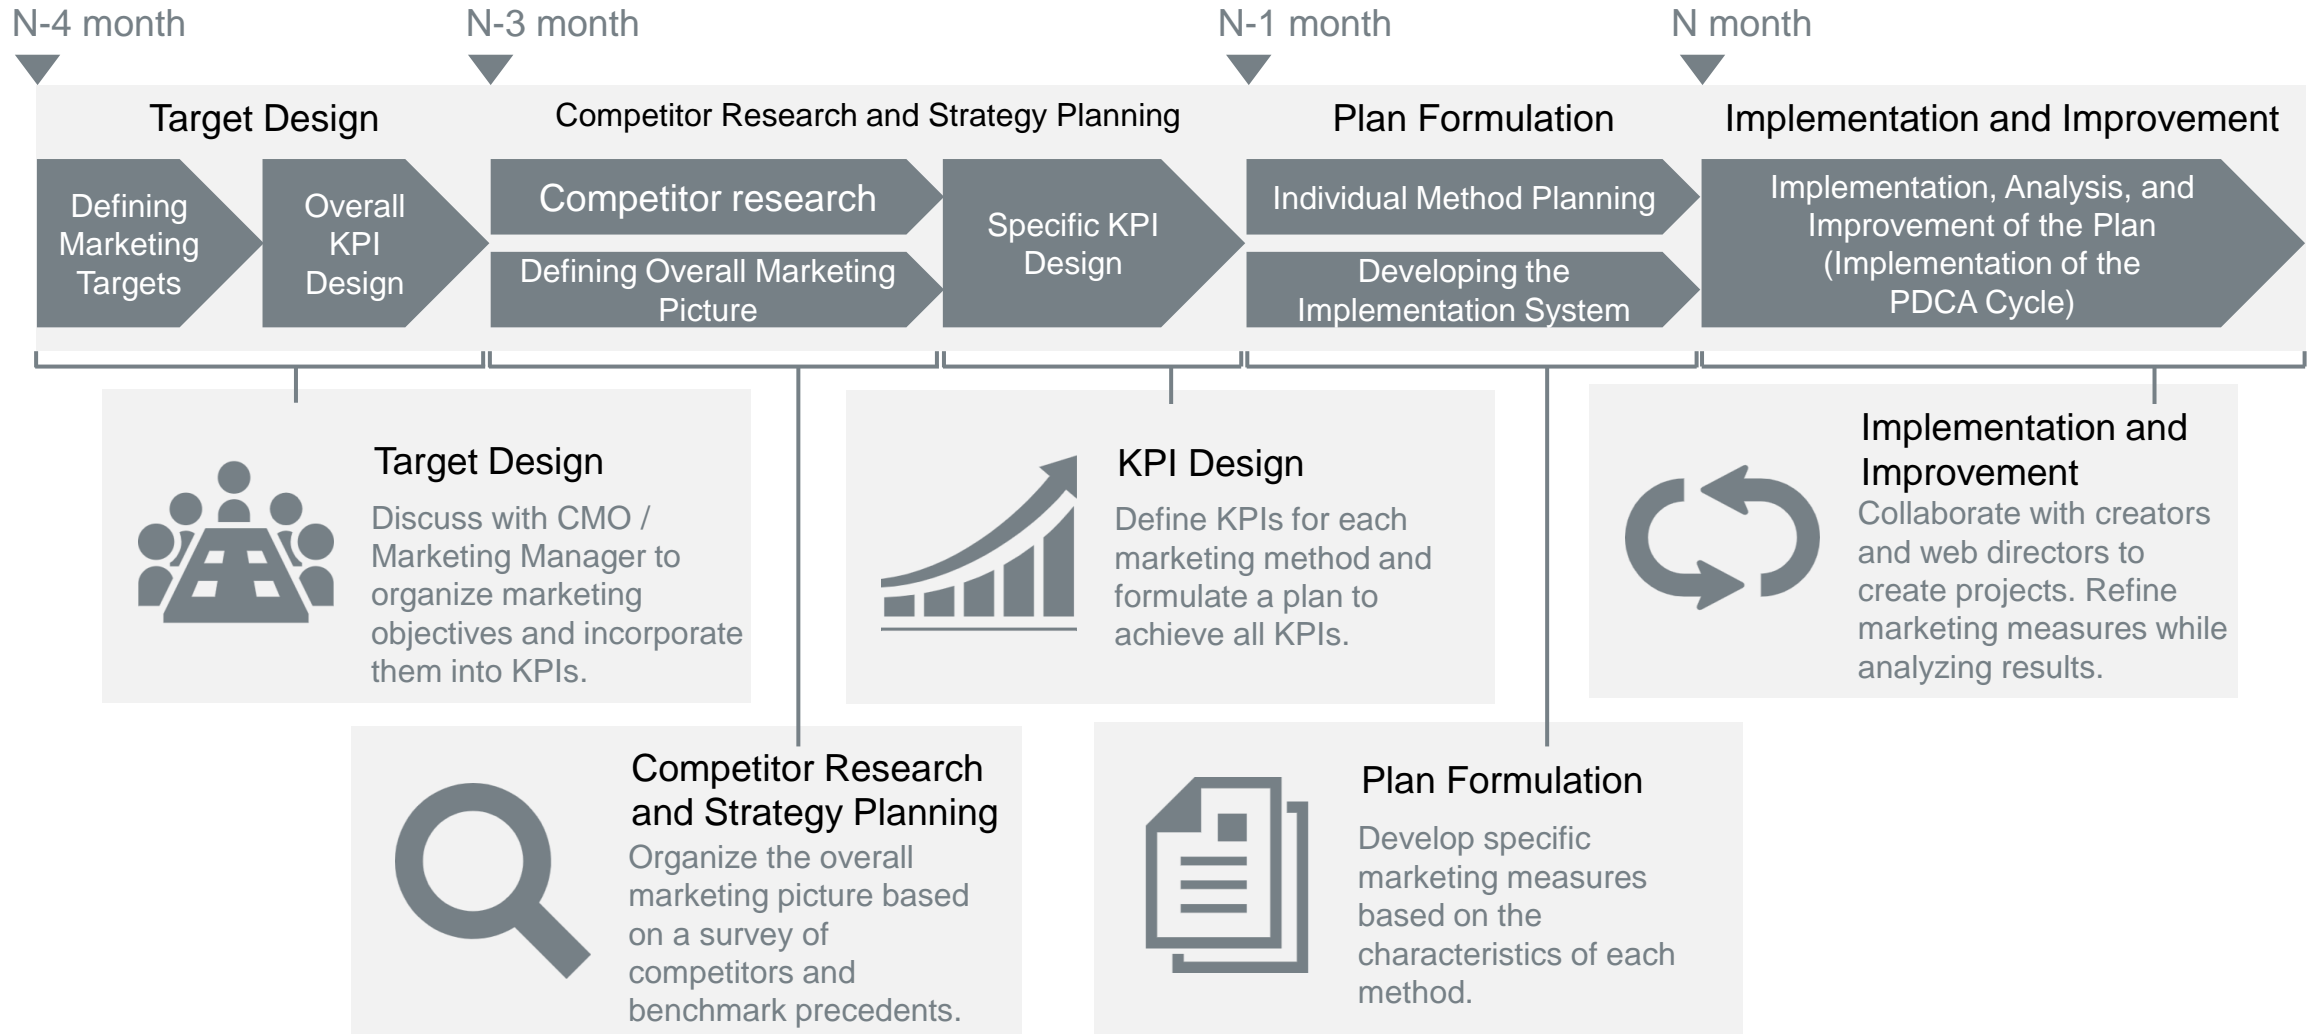 N-4 month
N-3 month
N-1 month
N month
Target Design
Competitor Research and Strategy Planning
Plan Formulation
Implementation and Improvement
Defining
Marketing
Targets
Overall
KPI
Design
Competitor research
Defining Overall Marketing
Picture
Specific KPI
Design
Individual Method Planning
Developing the
Implementation System
Implementation, Analysis, and
Improvement of the Plan
(Implementation of the
PDCA Cycle)
Target Design
Discuss with CMO /
Marketing Manager to
organize marketing
objectives and incorporate
them into KPIs.
KPI Design
Define KPIs for each
marketing method and
formulate a plan to
achieve all KPIs.
Implementation and
Improvement
Collaborate with creators
and web directors to
create projects. Refine
marketing measures while
analyzing results.
Competitor Research
and Strategy Planning
Organize the overall
marketing picture based
on a survey of
competitors and
benchmark precedents.
Plan Formulation
Develop specific
marketing measures
based on the
characteristics of each
method.